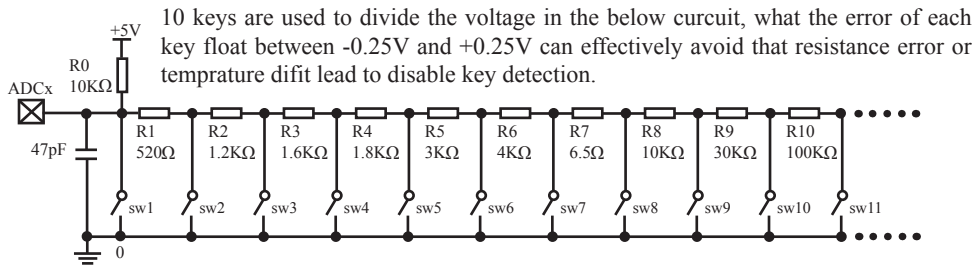 10 keys are used to divide the voltage in the below curcuit, what the error of each
key float between -0.25V and +0.25V can effectively avoid that resistance error or
temprature difit lead to disable key detection.
+5V
R0
10KΩ
ADCx
47pF
R1 R2 R3 R4 R5 R6 R7 R8 R9 R10
520Ω 1.2KΩ 1.6KΩ 1.8KΩ 3KΩ 4KΩ 6.5Ω 10KΩ 30KΩ 100KΩ
sw1 sw2 sw3 sw4 sw5 sw6 sw7 sw8 sw9 sw10 sw11
0